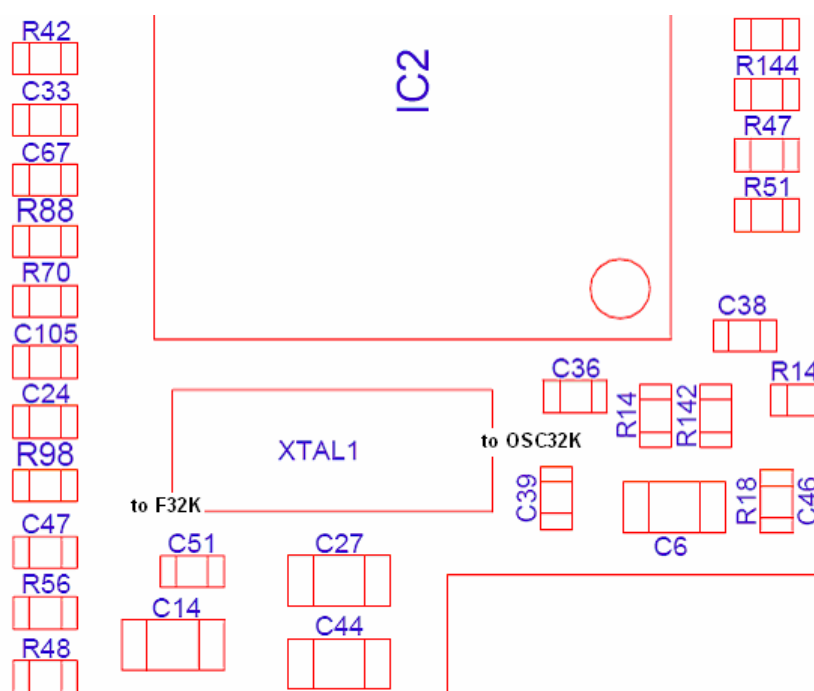 R42
C33
C67
R88
R70
C105
C24
R98
C47
R56
R48
IC2
XTAL1
to OSC32K
to F32K
C51
C14
C27
C44
R144
R47
R51
C38
C36
R14
R142
R14
C39
C6
R18
C46